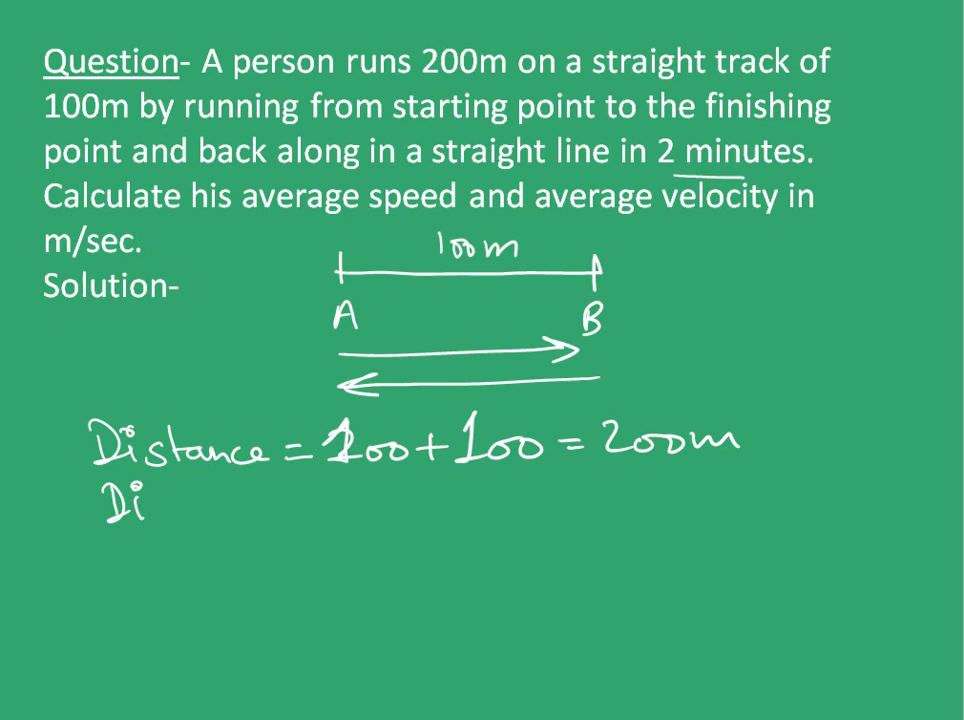 Question- A person runs 200m on a straight track of
100m by running from starting point to the finishing
point and back along in a straight line in 2 minutes.
Calculate his average speed and average velocity in
m/sec.
100m
Solution-
A B
Distance = 100+100 = 200m
Di